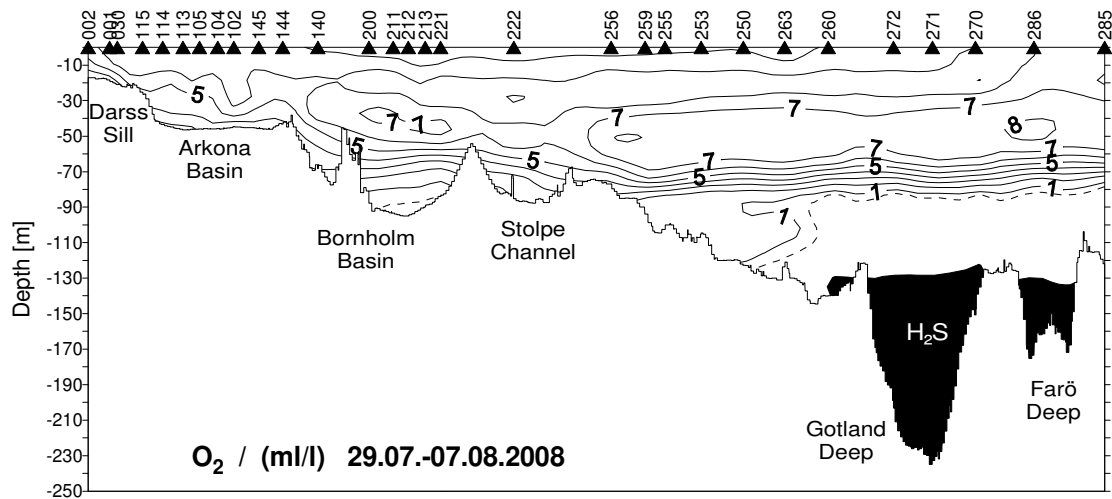 002 001 030 115 114 113 105 104 102 145 144 140 200 211 212 213 221 222 256 259 255 253 250 263 260 272 271 270 286 285
-10
-30
-50
-70
-90
-110
-130
-150
-170
-190
-210
-230
-250
Depth [m]
Darss
Sill
Arkona
Basin
Bornholm
Basin
Stolpe
Channel
Gotland
Deep
Farö
Deep
H₂S
5
7
7
5
5
7
7
7
8
7
7
7
5
5
5
1
1
1
O₂ / (ml/l) 29.07.-07.08.2008